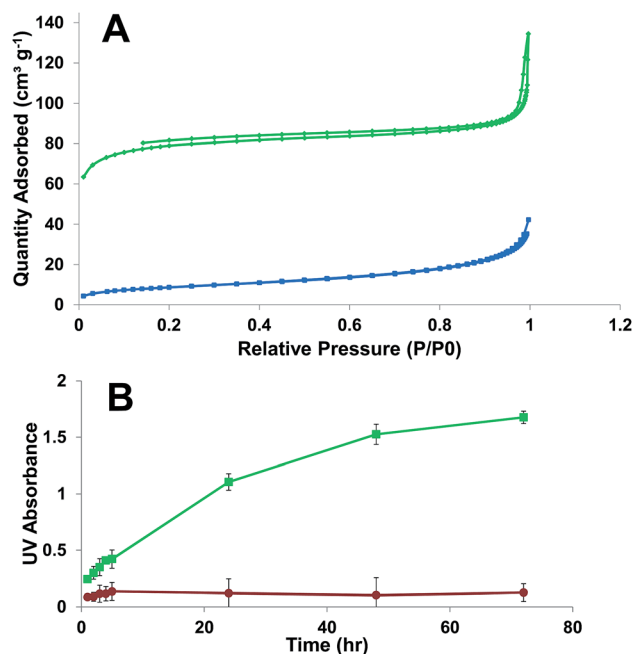 A
140
120
100
80
60
40
20
0
Quantity Adsorbed (cm³ g⁻¹)
0 0.2 0.4 0.6 0.8 1 1.2
Relative Pressure (P/P0)
B
2
1.5
1
0.5
0
UV Absorbance
0 20 40 60 80
Time (hr)